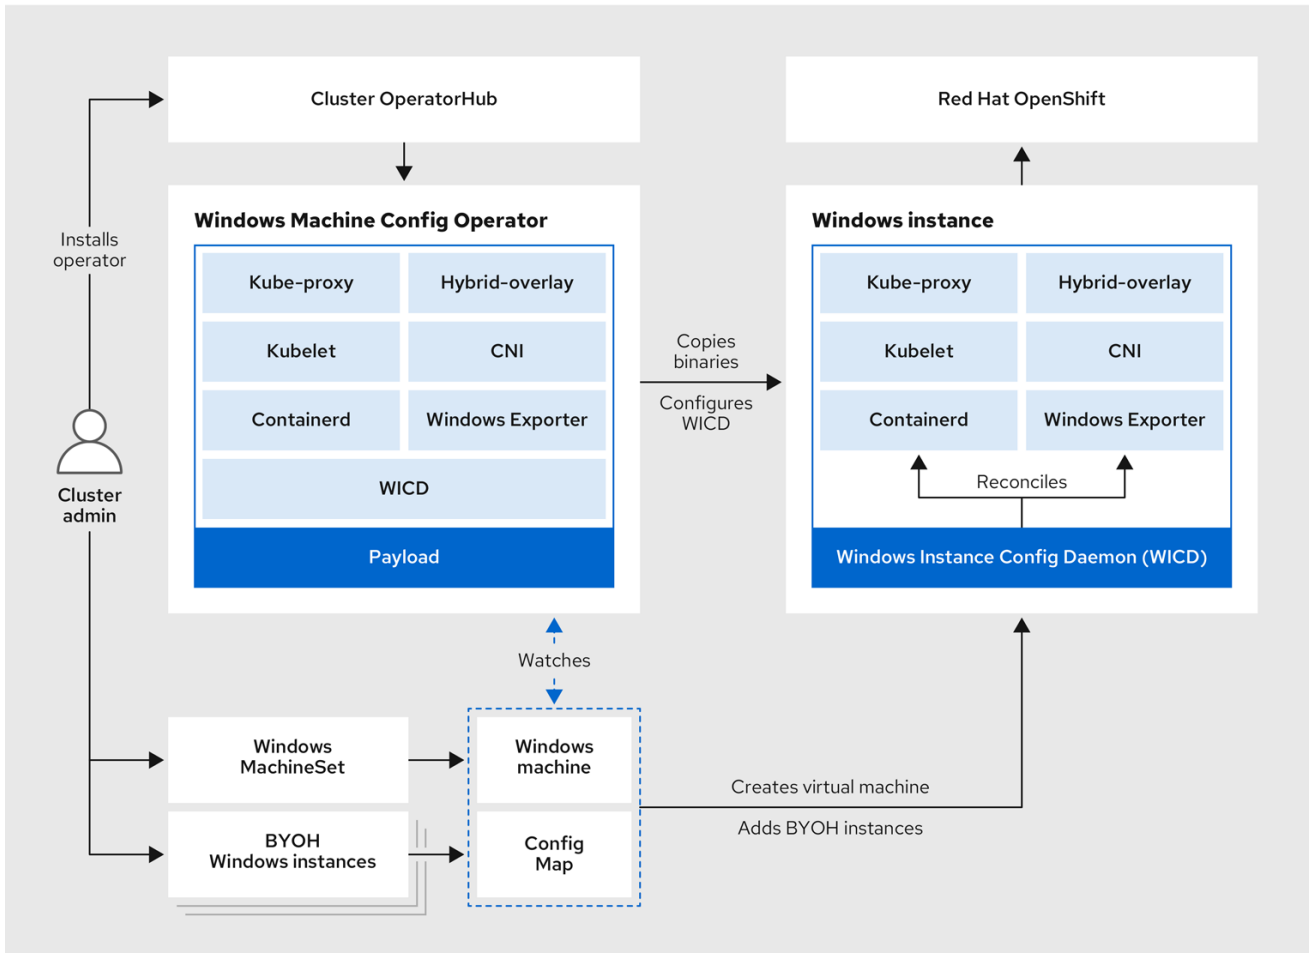 Cluster OperatorHub
Red Hat OpenShift
Installs
operator
Windows Machine Config Operator
Kube-proxy
Hybrid-overlay
Kubelet
CNI
Containerd
Windows Exporter
WICD
Payload
Copies
binaries
Configures
WICD
Windows instance
Kube-proxy
Hybrid-overlay
Kubelet
CNI
Containerd
Windows Exporter
Reconciles
Windows Instance Config Daemon (WICD)
Cluster
admin
Watches
Windows
MachineSet
Windows
machine
BYOH
Windows instances
Config
Map
Creates virtual machine
Adds BYOH instances